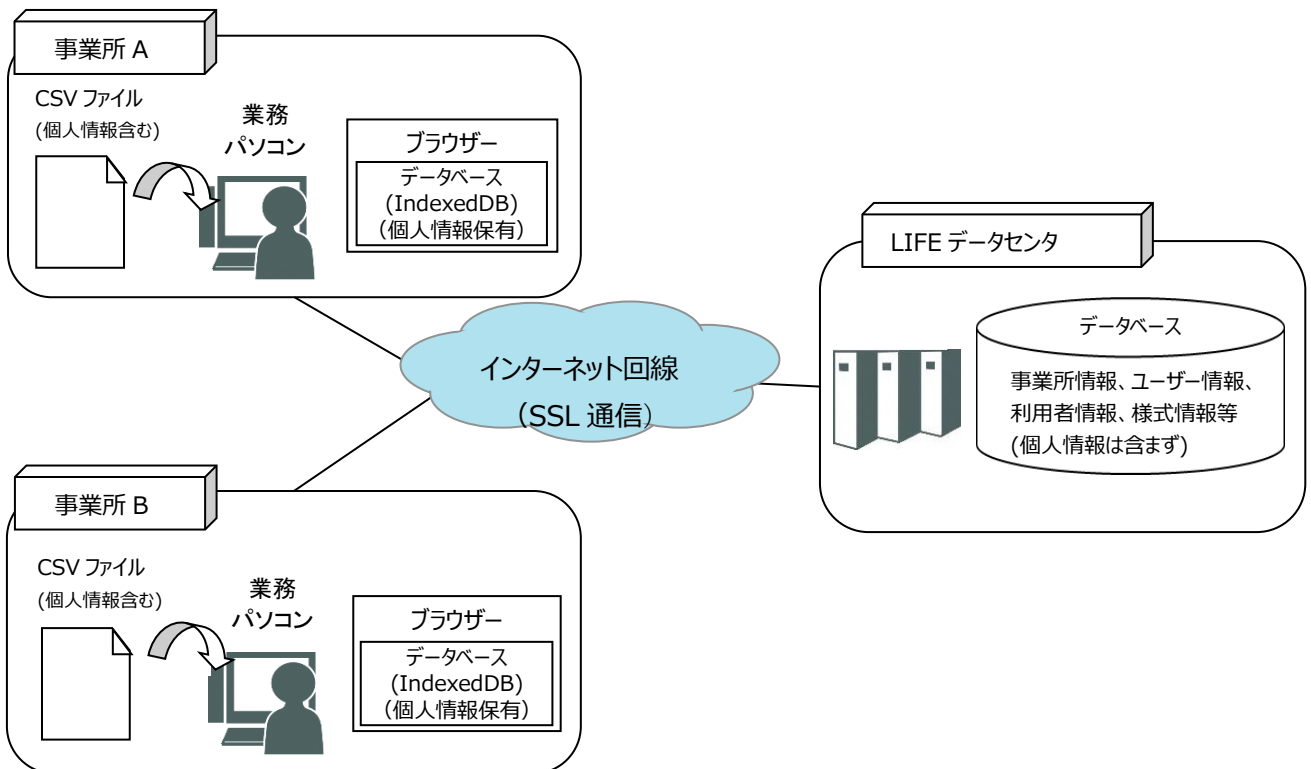 事業所 A
CSV ファイル
(個人情報含む)
業務
パソコン
ブラウザー
データベース
(IndexedDB)
（個人情報保有）
インターネット回線
（SSL 通信）
LIFE データセンタ
データベース
事業所情報、ユーザー情報、
利用者情報、様式情報等
(個人情報は含まず)
事業所 B
CSV ファイル
(個人情報含む)
業務
パソコン
ブラウザー
データベース
(IndexedDB)
（個人情報保有）